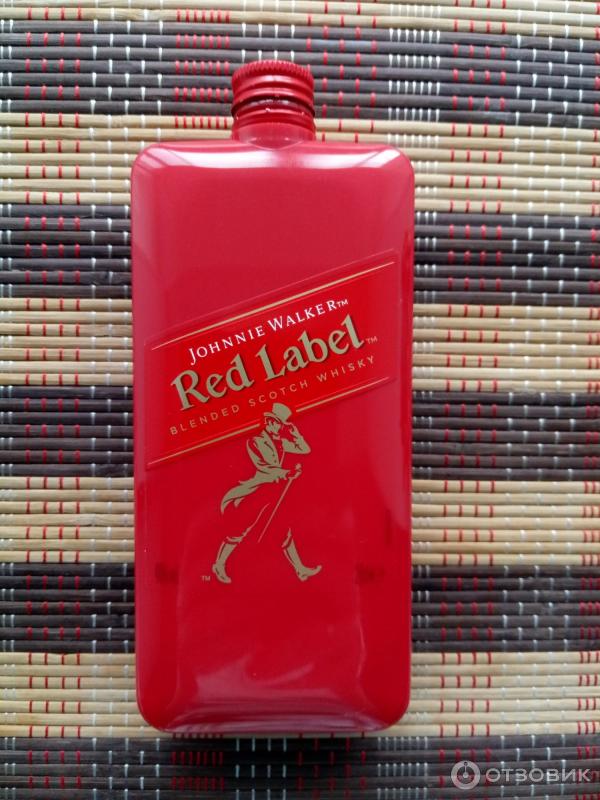 JOHNNIE WALKER™
Red Label™
BLENDED SCOTCH WHISKY
™
ОТЗОВИК